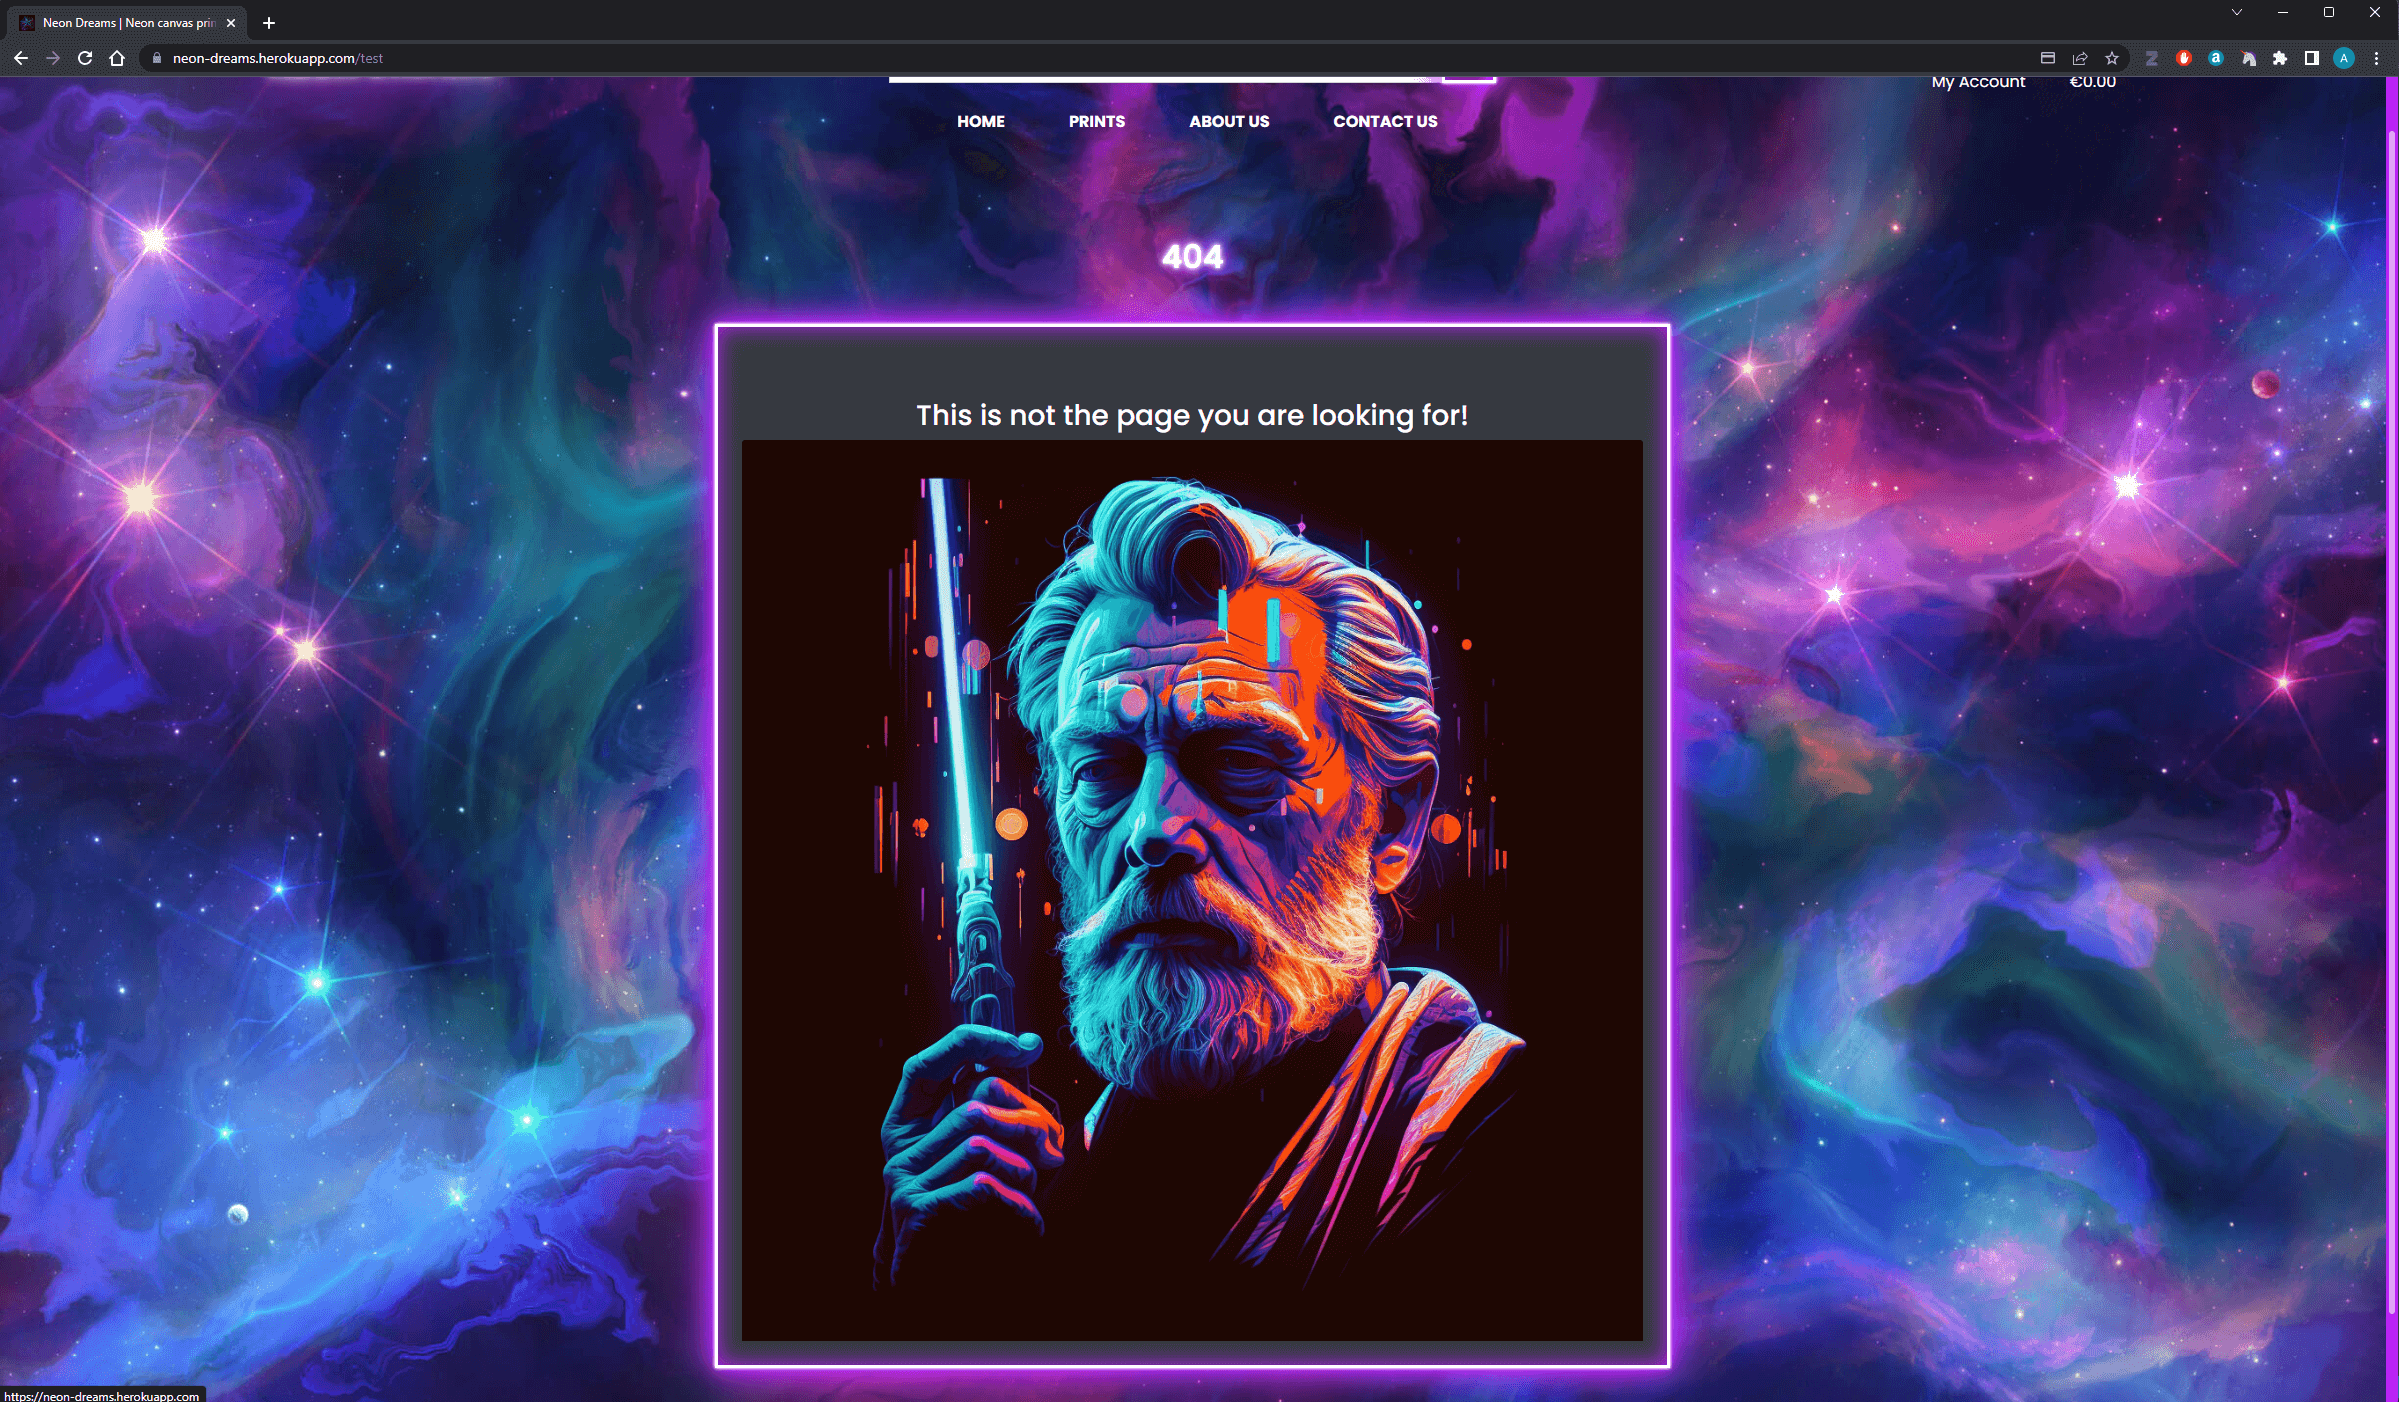 Neon Dreams | Neon canvas prin
neon-dreams.herokuapp.com/test
My Account €0.00
HOME PRINTS ABOUT US CONTACT US
404
This is not the page you are looking for!
https://neon-dreams.herokuapp.com